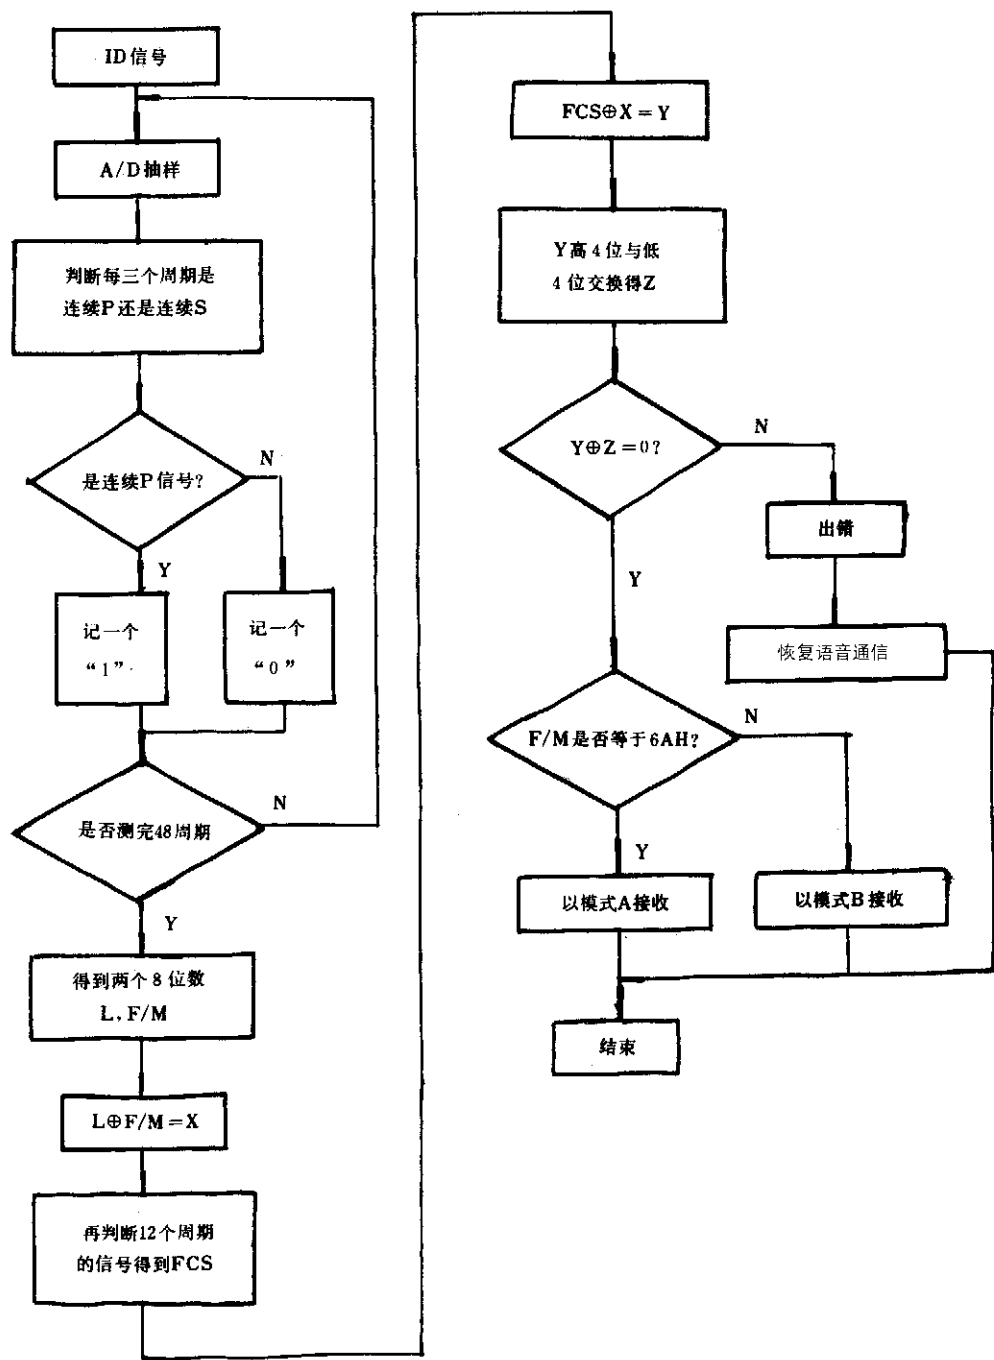 ID信号
A/D抽样
判断每三个周期是
连续P还是连续S
是连续P信号?
N
Y
记一个
“1”
记一个
“0”
是否测完48周期
N
Y
得到两个8位数
L, F/M
L⊕F/M=X
再判断12个周期
的信号得到FCS
FCS⊕X=Y
Y高4位与低
4位交换得Z
Y⊕Z=0?
N
出错
Y
恢复语音通信
F/M是否等于6AH?
N
Y
以模式A接收
以模式B接收
结束